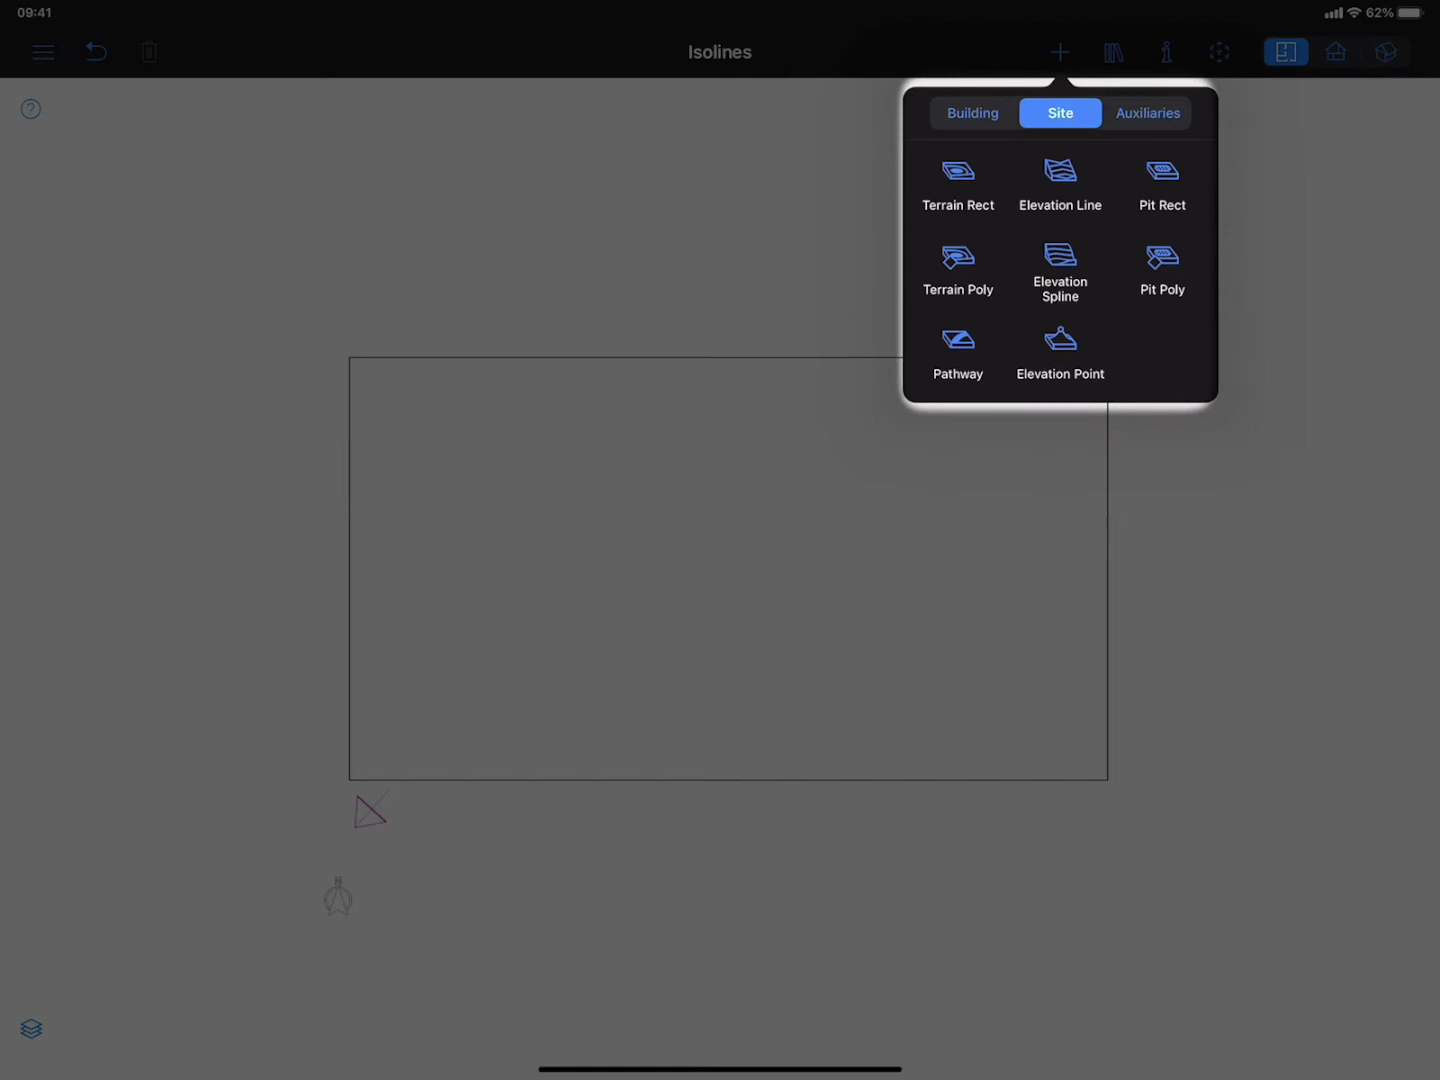 09:41
62%
Isolines
Building
Site
Auxiliaries
Terrain Rect
Elevation Line
Pit Rect
Terrain Poly
Elevation
Spline
Pit Poly
Pathway
Elevation Point
N